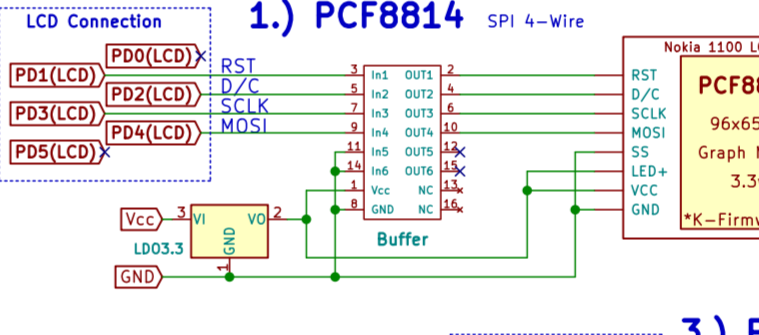 LCD Connection
1.) PCF8814 SPI 4-Wire
PD0(LCD)
PD1(LCD)
PD2(LCD)
PD3(LCD)
PD4(LCD)
PD5(LCD)
RST
D/C
SCLK
MOSI
3 In1 OUT1 2
5 In2 OUT2 4
7 In3 OUT3 6
9 In4 OUT4 10
11 In5 OUT5 12
14 In6 OUT6 15
1 Vcc NC 13
8 GND NC 16
Buffer
Vcc 3 VI VO 2
GND
1
LDO3.3
GND
Nokia 1100
RST
D/C
SCLK
MOSI
SS
LED+
VCC
GND
96x65
Graph
*K-Firmw
3.)